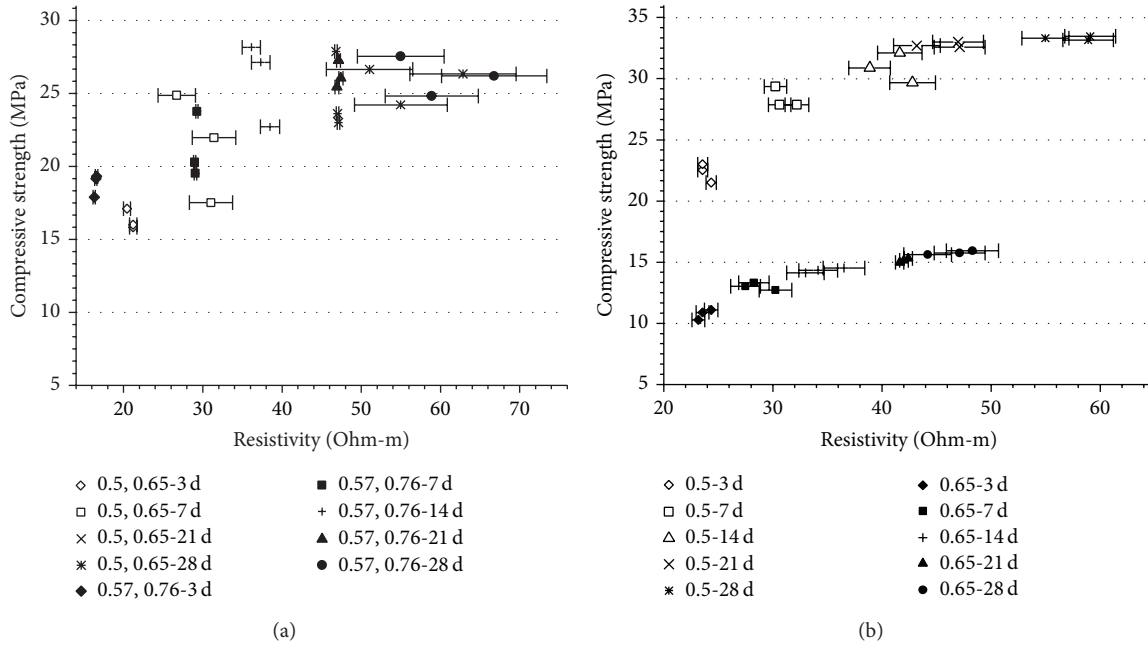 30
25
20
15
10
5
Compressive strength (MPa)
20 30 40 50 60 70
Resistivity (Ohm-m)
0.5, 0.65-3 d
0.5, 0.65-7 d
0.5, 0.65-21 d
0.5, 0.65-28 d
0.57, 0.76-3 d
0.57, 0.76-7 d
0.57, 0.76-14 d
0.57, 0.76-21 d
0.57, 0.76-28 d
(a)
35
30
25
20
15
10
5
Compressive strength (MPa)
20 30 40 50 60
Resistivity (Ohm-m)
0.5-3 d
0.5-7 d
0.5-14 d
0.5-21 d
0.5-28 d
0.65-3 d
0.65-7 d
0.65-14 d
0.65-21 d
0.65-28 d
(b)